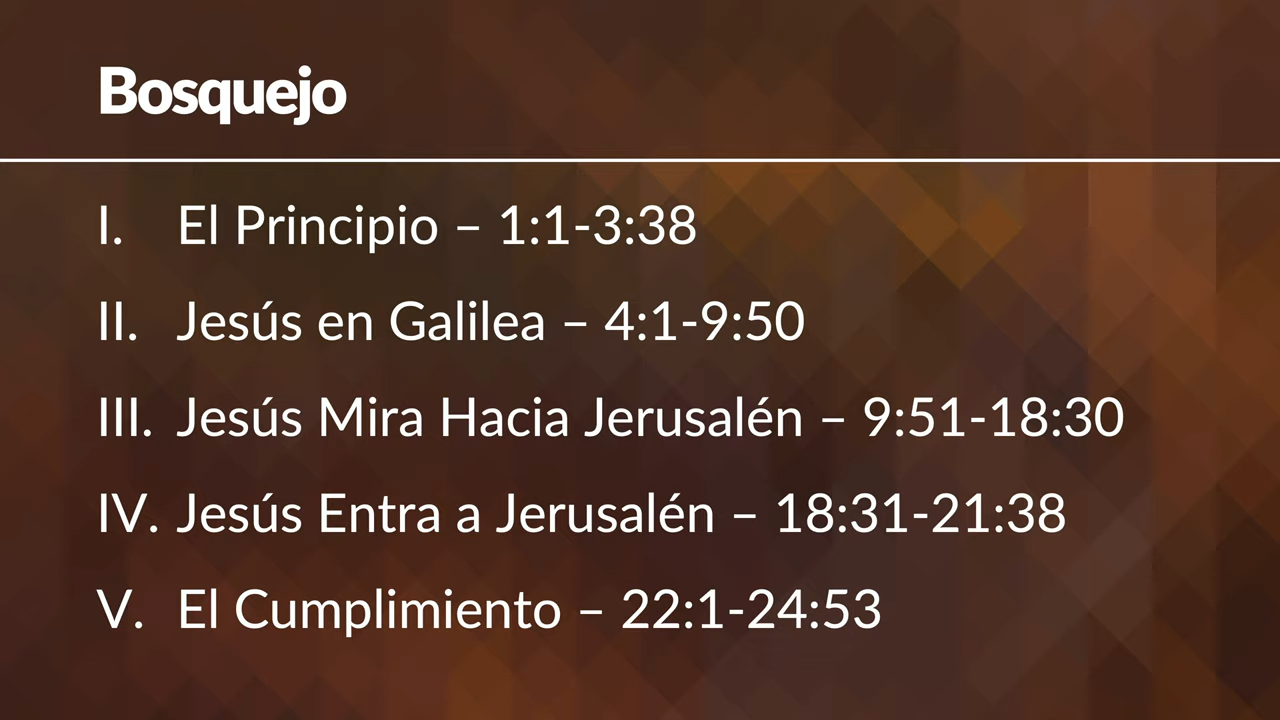 Bosquejo
I. El Principio – 1:1-3:38
II. Jesús en Galilea – 4:1-9:50
III. Jesús Mira Hacia Jerusalén – 9:51-18:30
IV. Jesús Entra a Jerusalén – 18:31-21:38
V. El Cumplimiento – 22:1-24:53